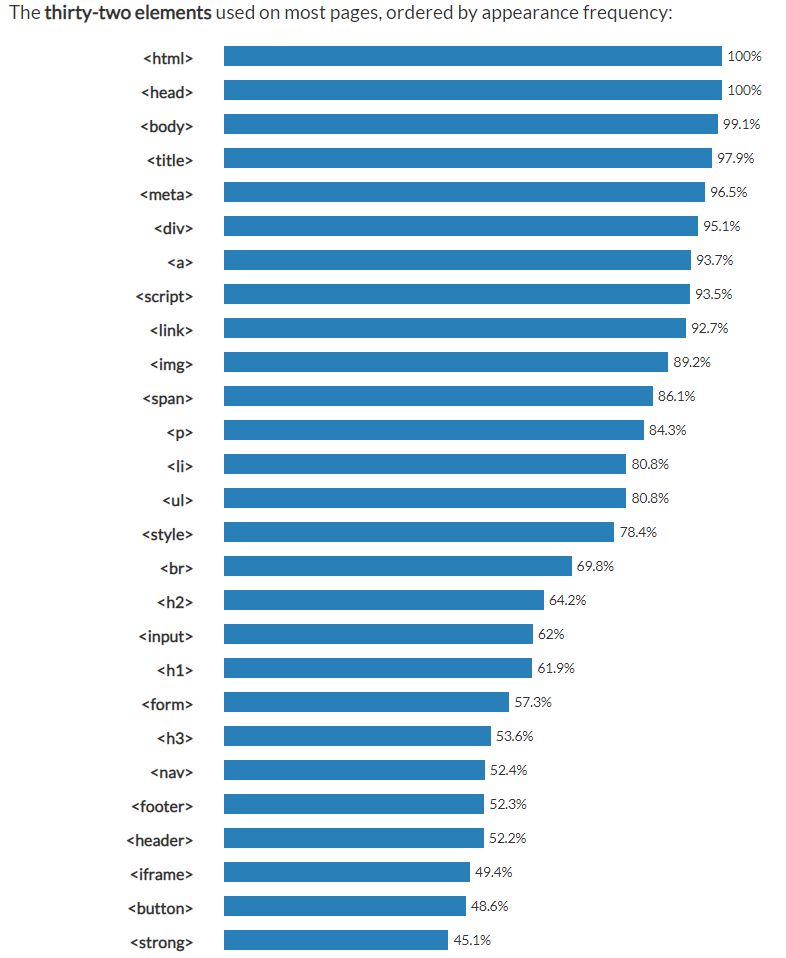 The thirty-two elements used on most pages, ordered by appearance frequency:
<html> 100%
<head> 100%
<body> 99.1%
<title> 97.9%
<meta> 96.5%
<div> 95.1%
<a> 93.7%
<script> 93.5%
<link> 92.7%
<img> 89.2%
<span> 86.1%
<p> 84.3%
<li> 80.8%
<ul> 80.8%
<style> 78.4%
<br> 69.8%
<h2> 64.2%
<input> 62%
<h1> 61.9%
<form> 57.3%
<h3> 53.6%
<nav> 52.4%
<footer> 52.3%
<header> 52.2%
<iframe> 49.4%
<button> 48.6%
<strong> 45.1%